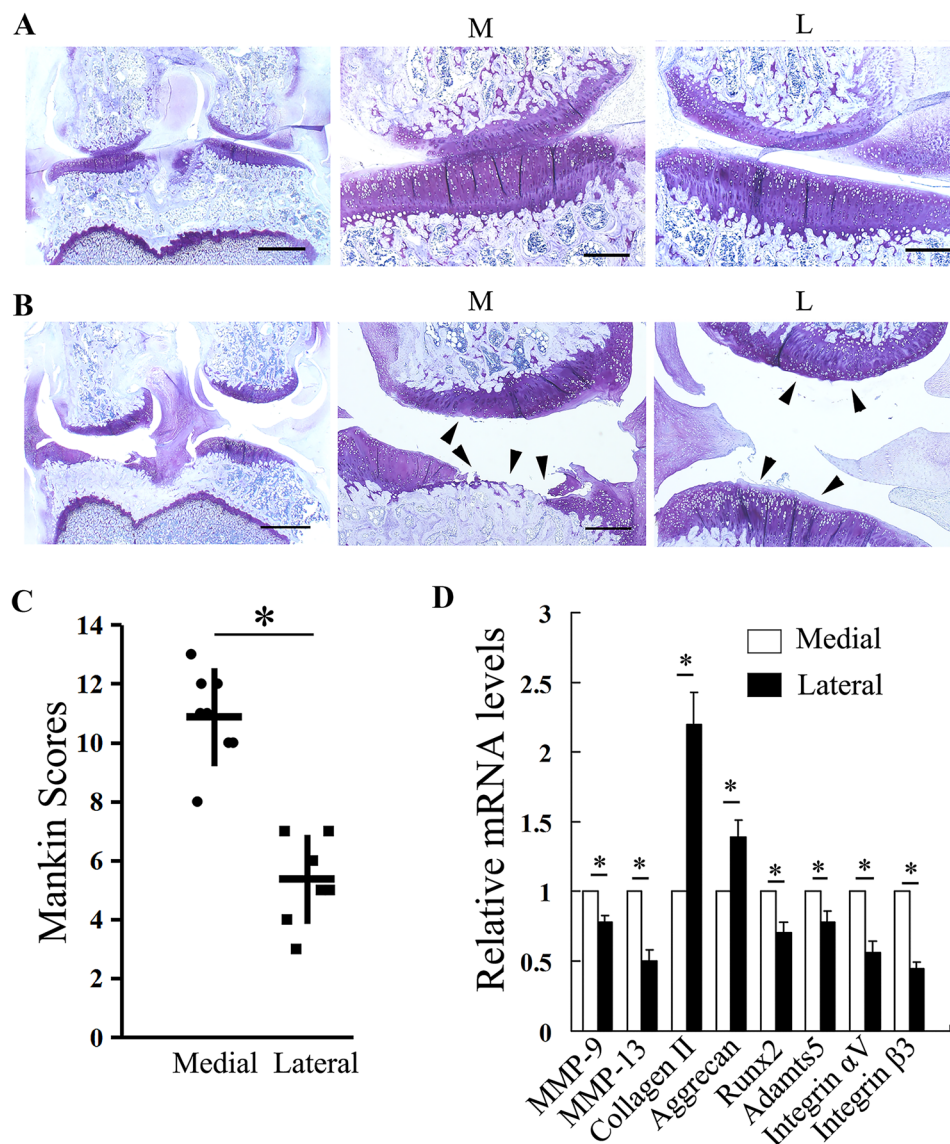 A
M
L
B
M
L
C
Mankin Scores
14
12
10
8
6
4
2
0
*
Medial
Lateral
D
Relative mRNA levels
3
2.5
2
1.5
1
0.5
0
Medial
Lateral
*
*
*
*
*
*
*
*
MMP-9
MMP-13
Collagen II
Aggrecan
Runx2
Adamts5
Integrin αV
Integrin β3